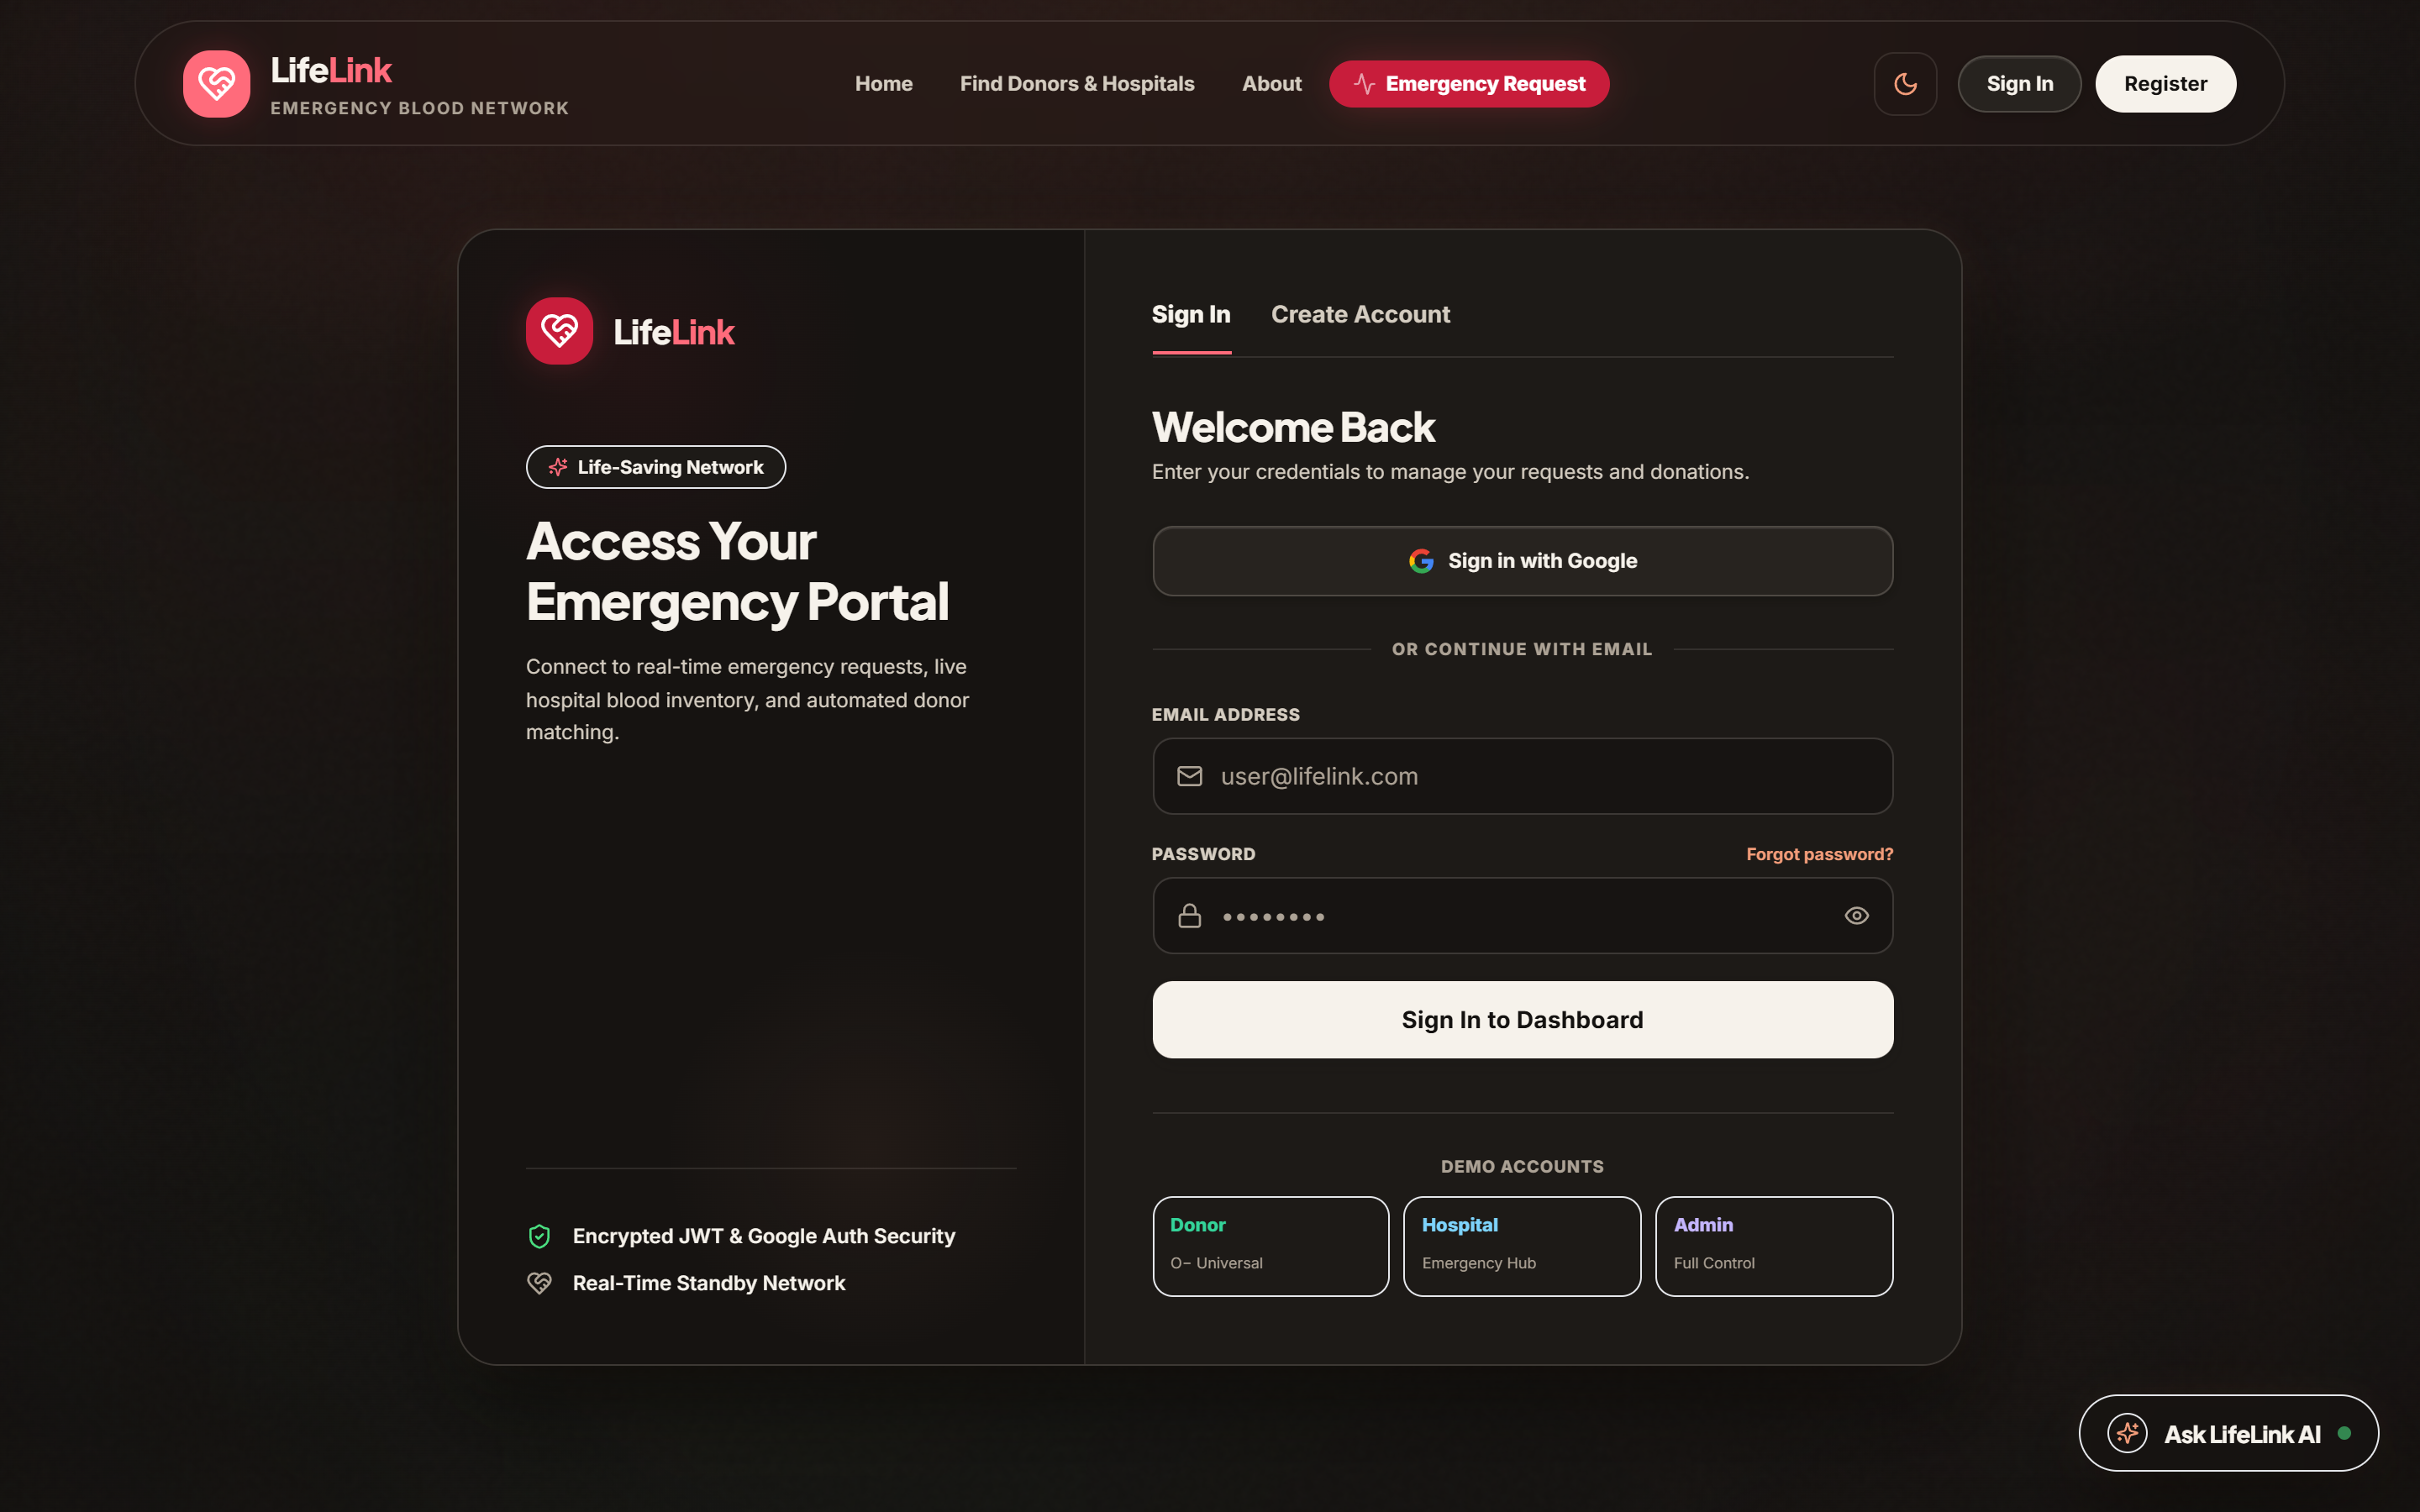 LifeLink
EMERGENCY BLOOD NETWORK
Home
Find Donors & Hospitals
About
Emergency Request
Sign In
Register
LifeLink
Life-Saving Network
Access Your
Emergency Portal
Connect to real-time emergency requests, live
hospital blood inventory, and automated donor
matching.
Encrypted JWT & Google Auth Security
Real-Time Standby Network
Sign In
Create Account
Welcome Back
Enter your credentials to manage your requests and donations.
Sign in with Google
OR CONTINUE WITH EMAIL
EMAIL ADDRESS
user@lifelink.com
PASSWORD
Forgot password?
••••••••
Sign In to Dashboard
DEMO ACCOUNTS
Donor
O− Universal
Hospital
Emergency Hub
Admin
Full Control
Ask LifeLink AI